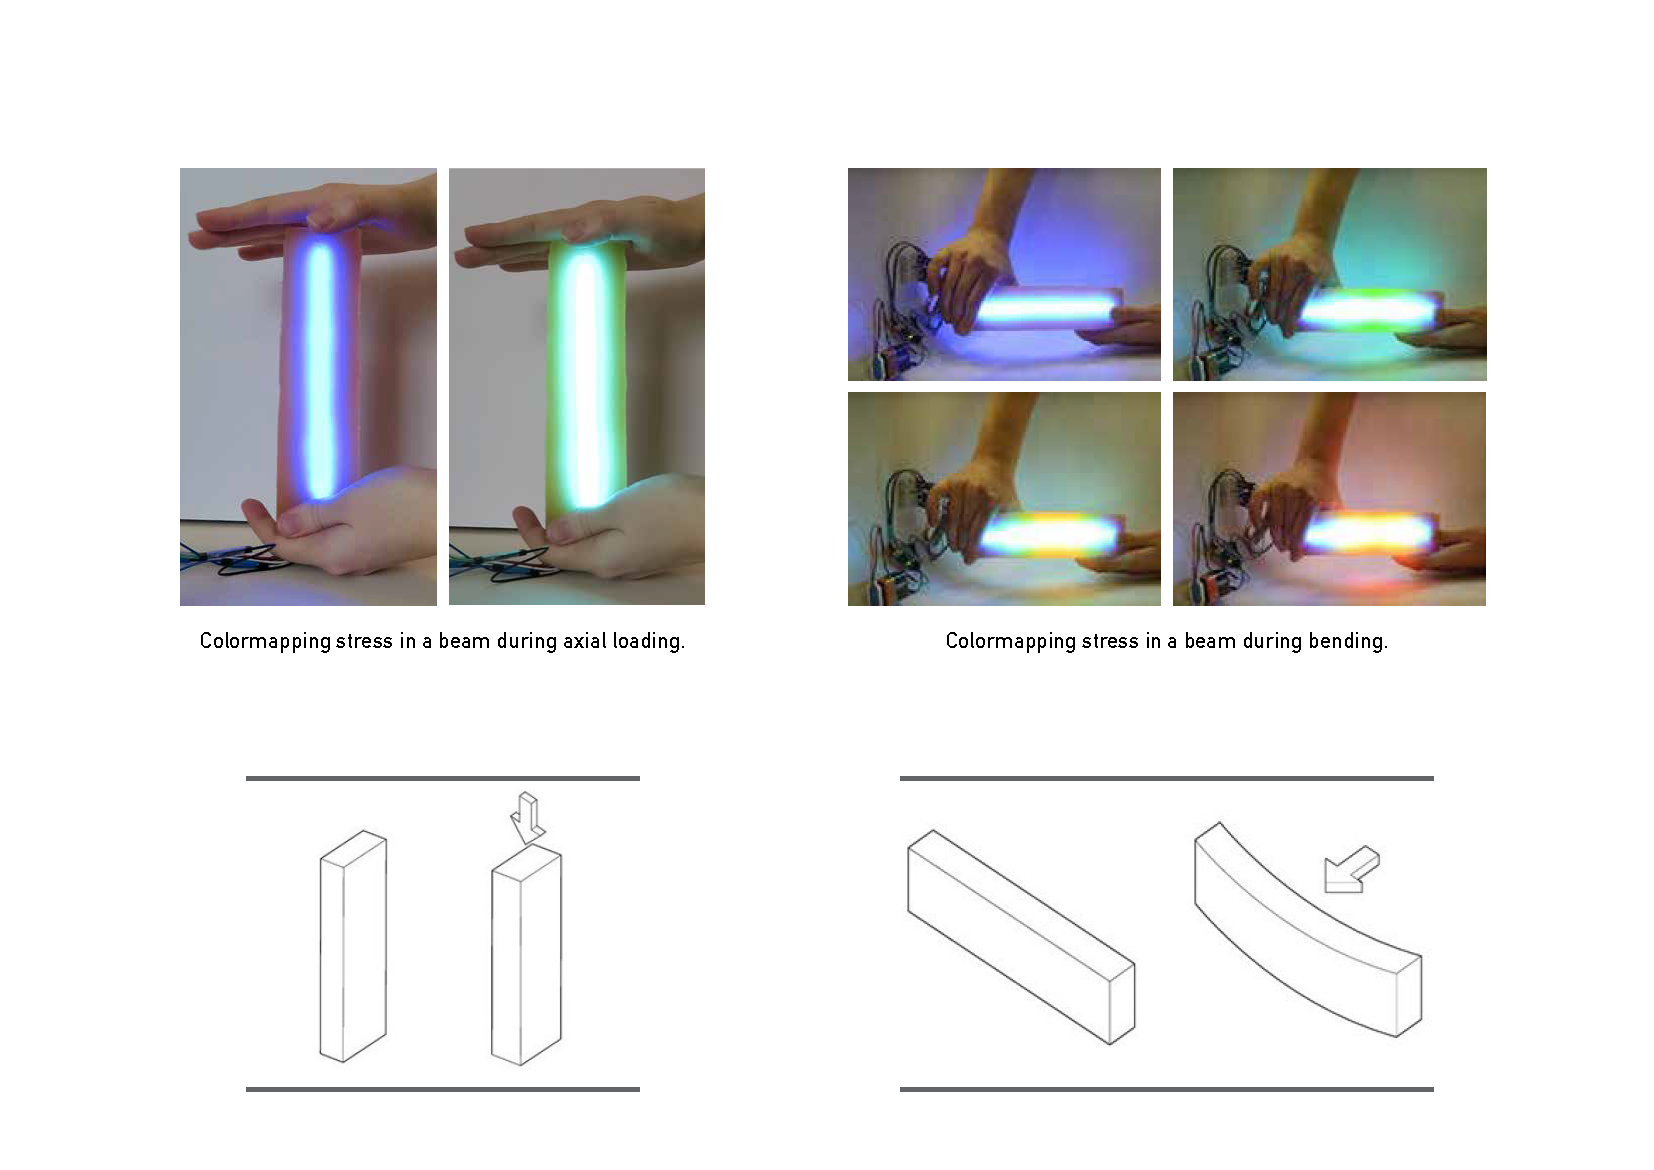 Colormapping stress in a beam during axial loading.
Colormapping stress in a beam during bending.